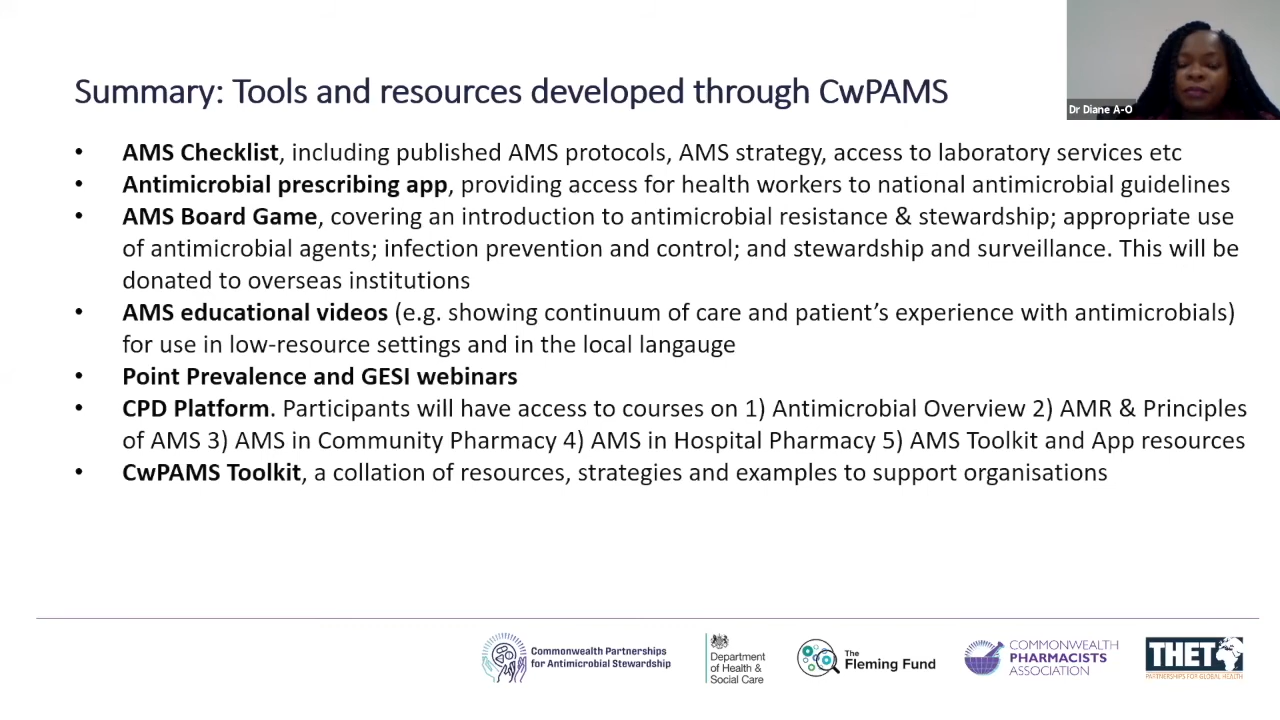 Dr Diane A-O
Summary: Tools and resources developed through CwPAMS
• AMS Checklist, including published AMS protocols, AMS strategy, access to laboratory services etc
• Antimicrobial prescribing app, providing access for health workers to national antimicrobial guidelines
• AMS Board Game, covering an introduction to antimicrobial resistance & stewardship; appropriate use
of antimicrobial agents; infection prevention and control; and stewardship and surveillance. This will be
donated to overseas institutions
• AMS educational videos (e.g. showing continuum of care and patient’s experience with antimicrobials)
for use in low-resource settings and in the local langauge
• Point Prevalence and GESI webinars
• CPD Platform. Participants will have access to courses on 1) Antimicrobial Overview 2) AMR & Principles
of AMS 3) AMS in Community Pharmacy 4) AMS in Hospital Pharmacy 5) AMS Toolkit and App resources
• CwPAMS Toolkit, a collation of resources, strategies and examples to support organisations
Commonwealth Partnerships
for Antimicrobial Stewardship
Department
of Health &
Social Care
The
Fleming Fund
COMMONWEALTH
PHARMACISTS
ASSOCIATION
THET
PARTNERSHIPS FOR GLOBAL HEALTH